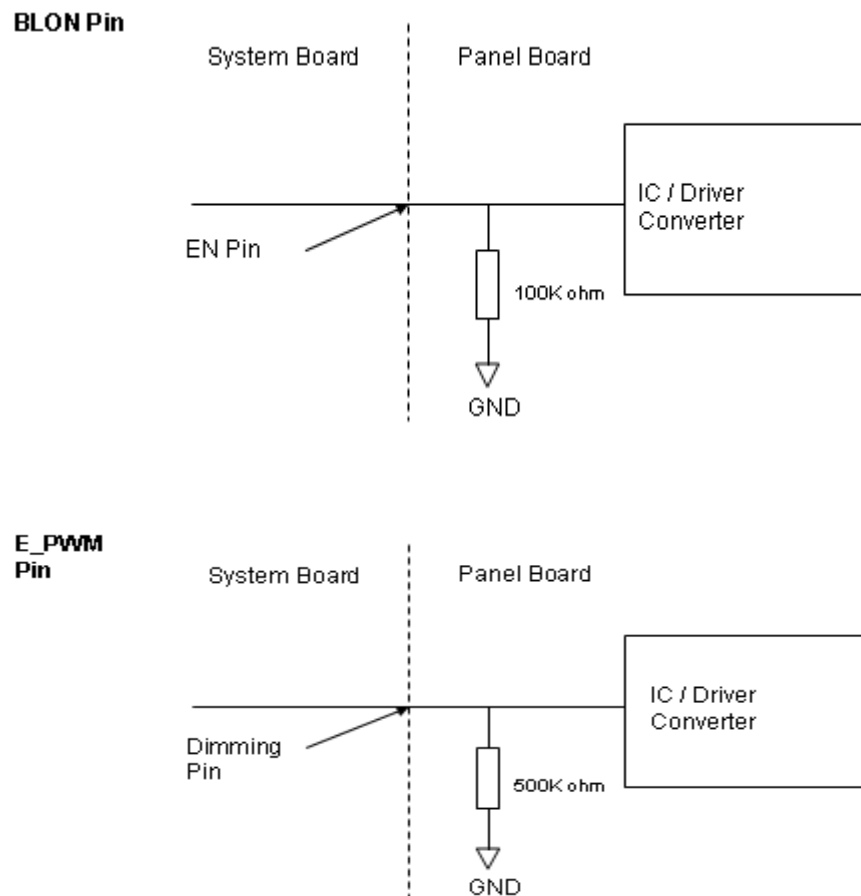 BLON Pin
System Board
Panel Board
IC / Driver
Converter
EN Pin
100K ohm
GND
E_PWM
Pin
System Board
Panel Board
IC / Driver
Converter
Dimming
Pin
500K ohm
GND